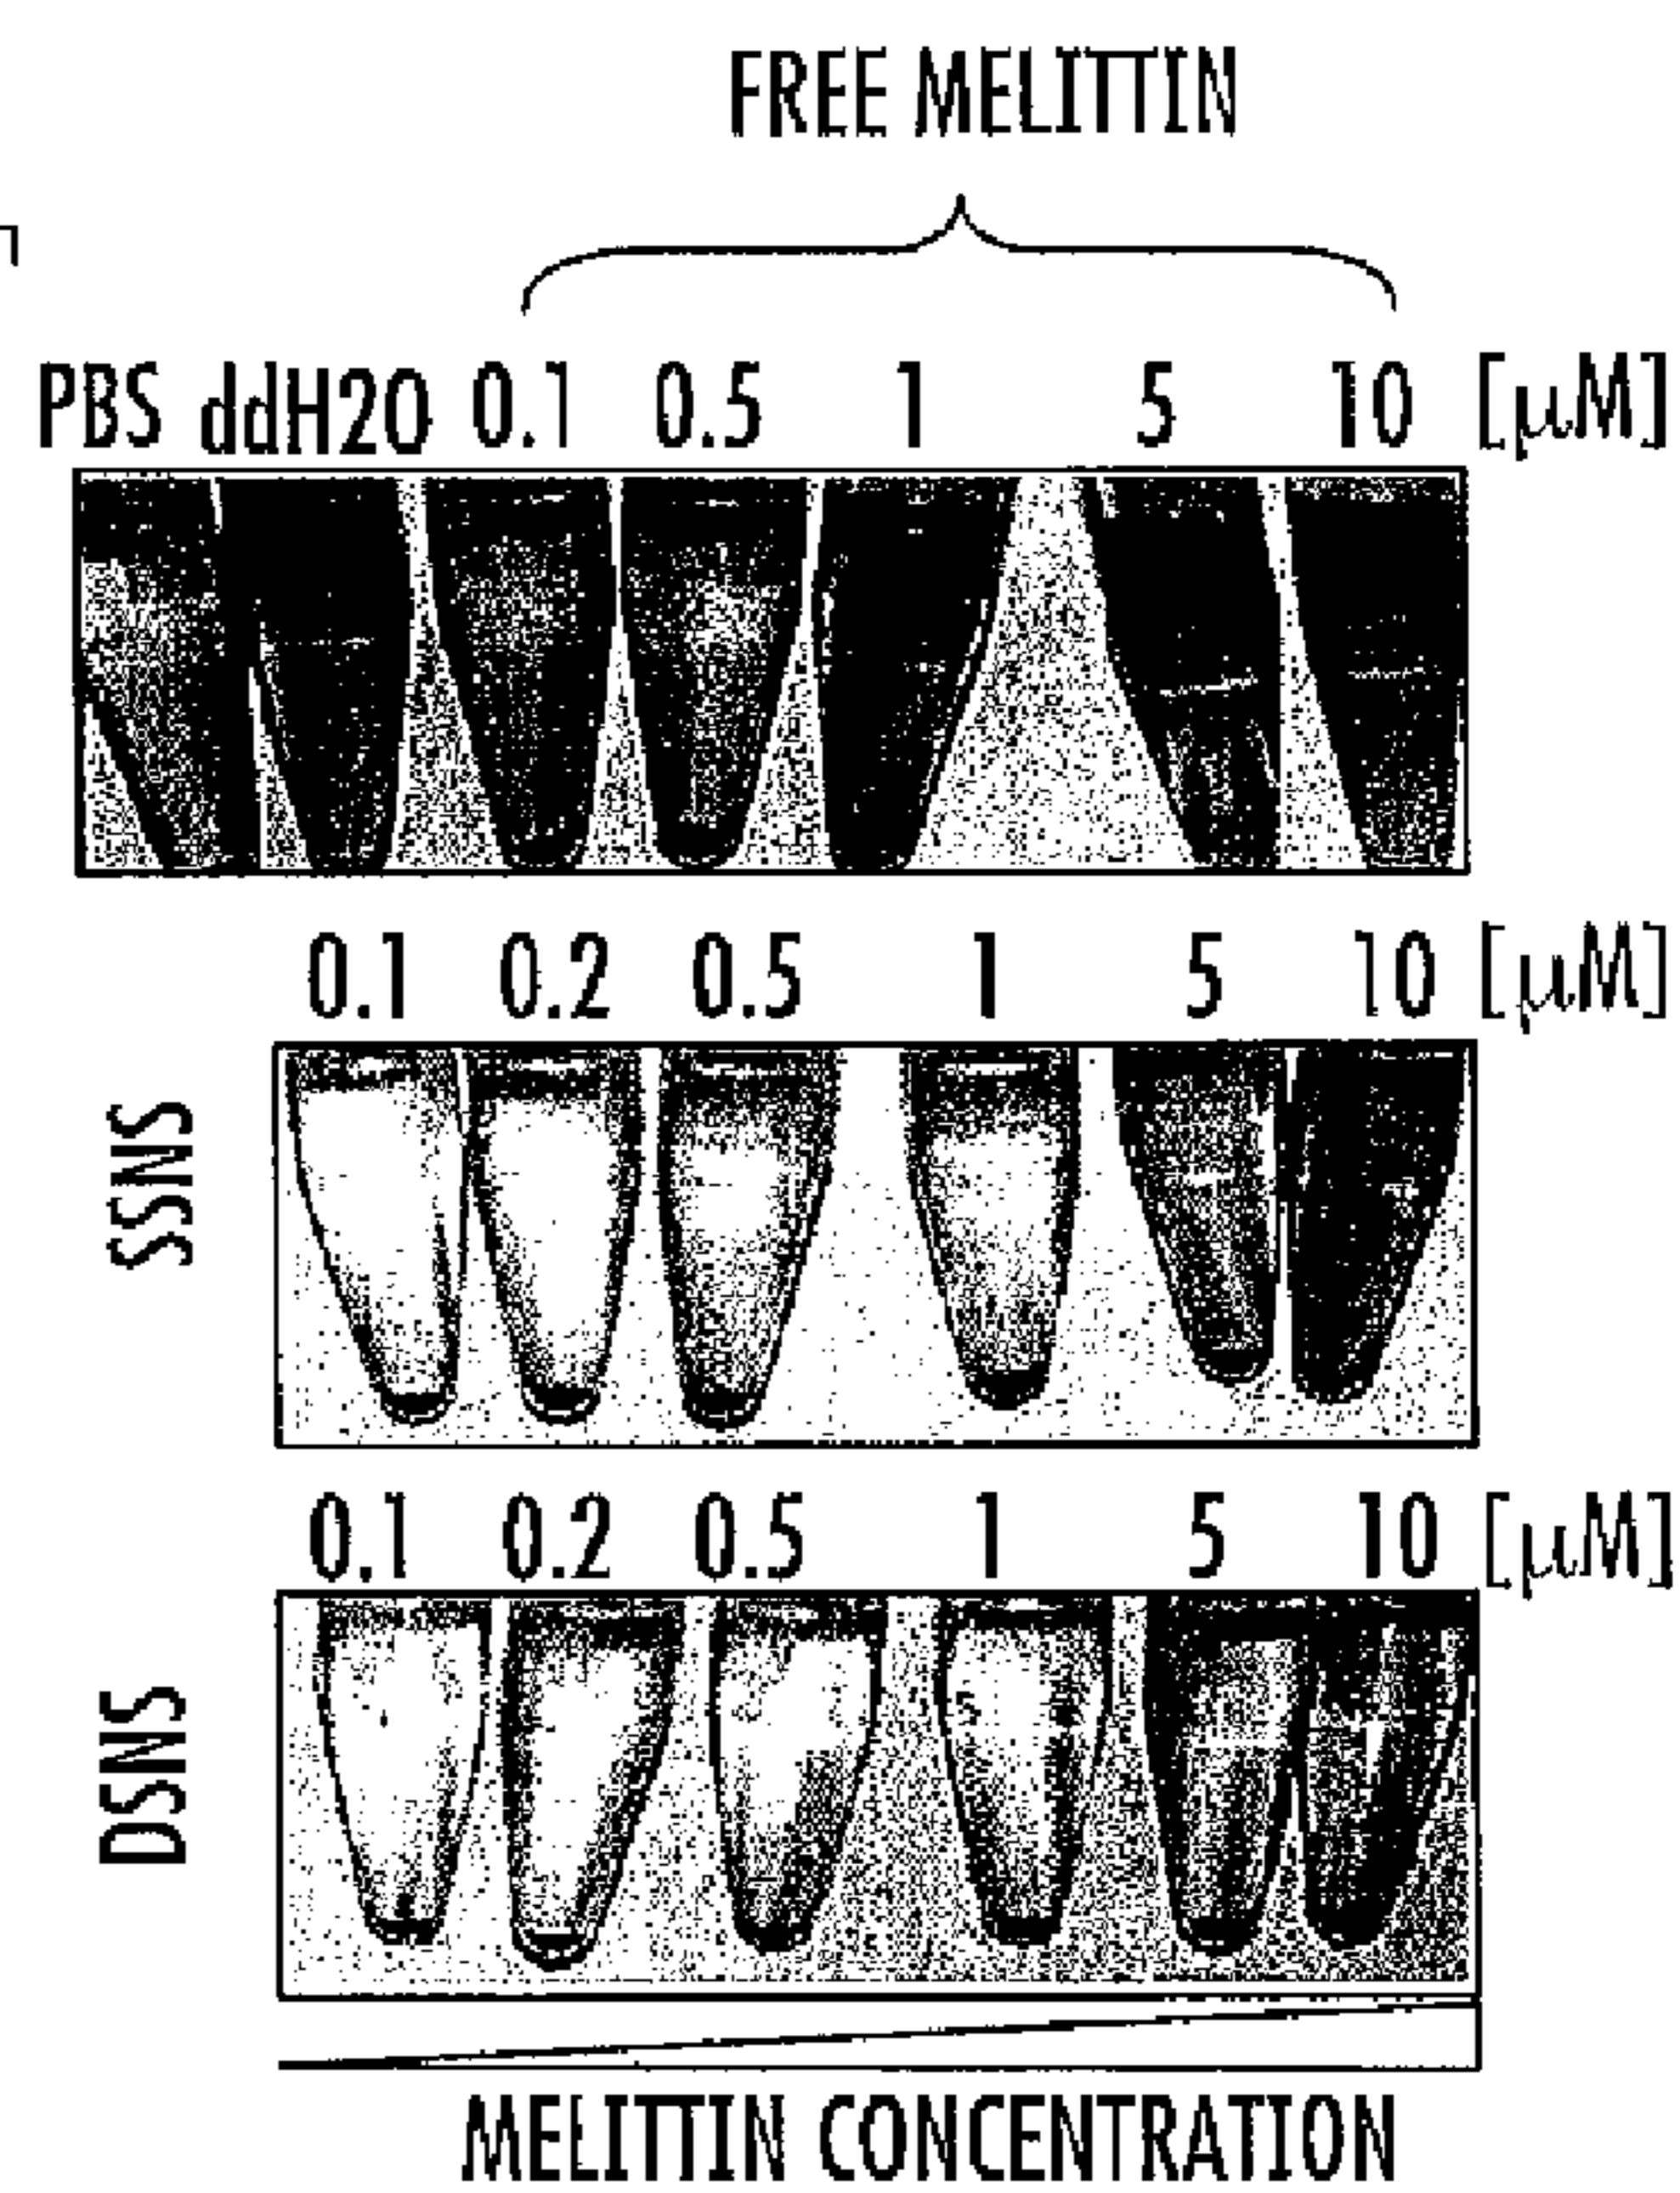 FREE MELITTIN
PBS ddH2O 0.1 0.5 1 5 10 [μM]
0.1 0.2 0.5 1 5 10 [μM]
SSNS
0.1 0.2 0.5 1 5 10 [μM]
DSNS
MELITTIN CONCENTRATION